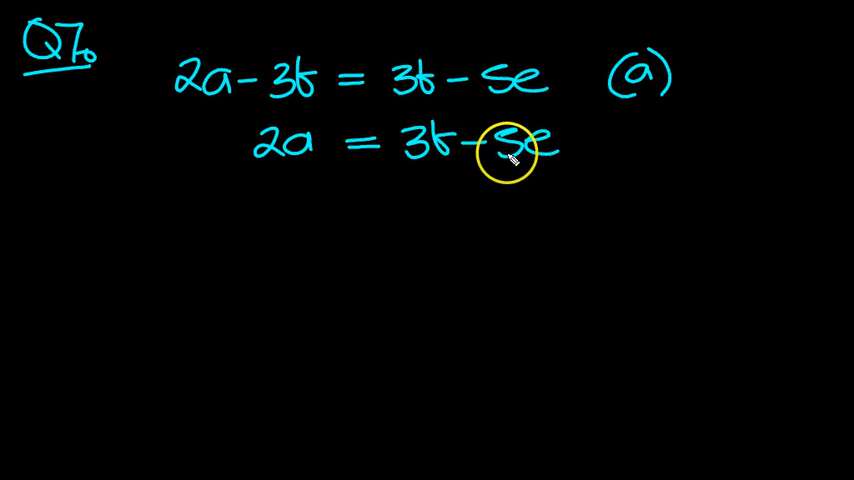 Q7.
2a - 3b = 3b - 5c (a)
2a = 3b - 5c